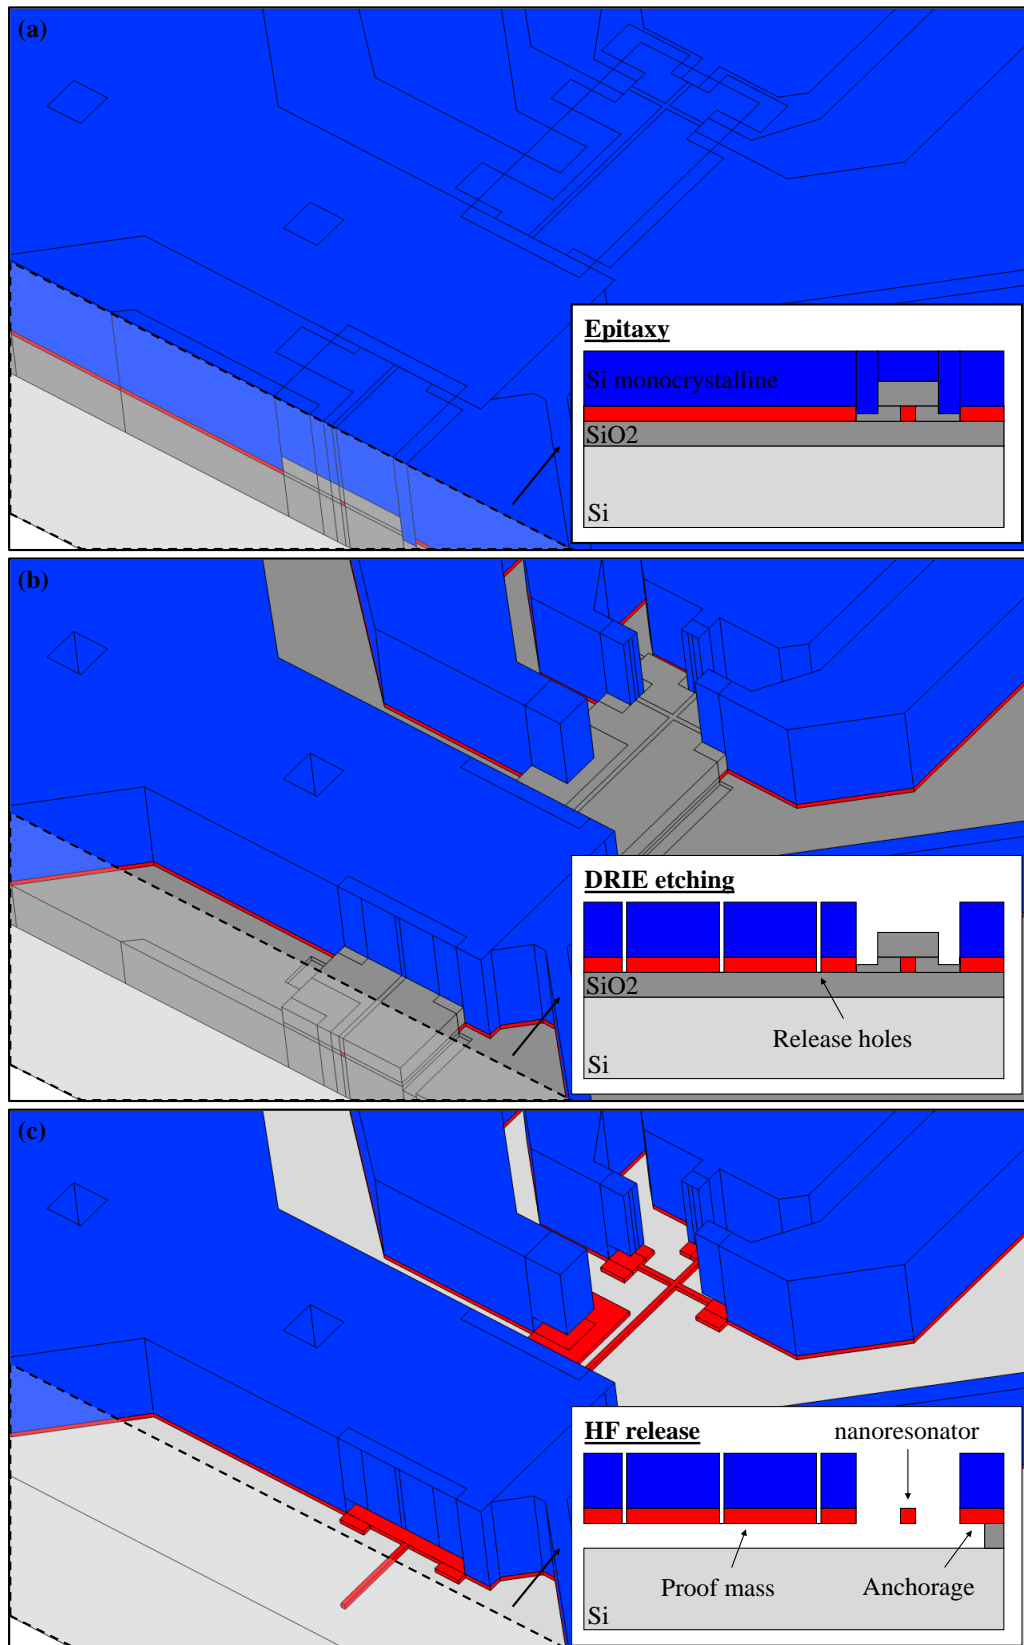 (a)
Epitaxy
Si monocrystalline
SiO2
Si
(b)
DRIE etching
SiO2
Release holes
Si
(c)
HF release
nanoresonator
Proof mass
Anchorage
Si